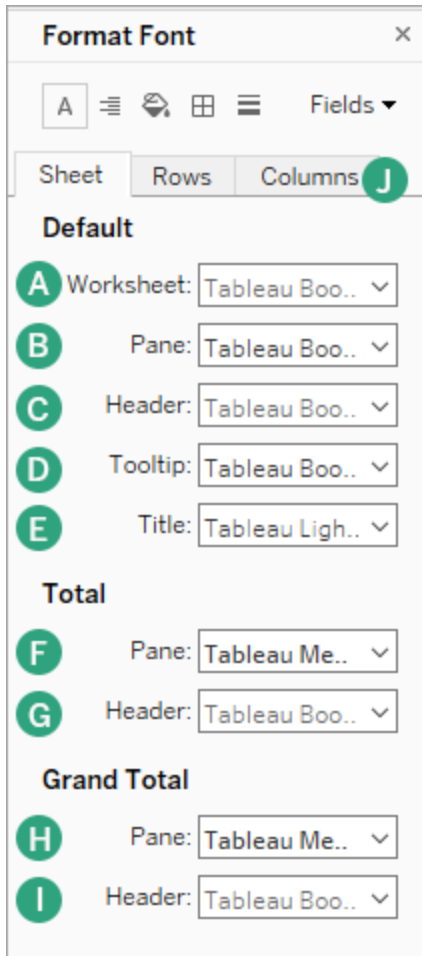 Format Font ×
A Fields
Sheet Rows Columns J
Default
A Worksheet: Tableau Boo..
B Pane: Tableau Boo..
C Header: Tableau Boo..
D Tooltip: Tableau Boo..
E Title: Tableau Ligh..
Total
F Pane: Tableau Me..
G Header: Tableau Boo..
Grand Total
H Pane: Tableau Me..
I Header: Tableau Boo..